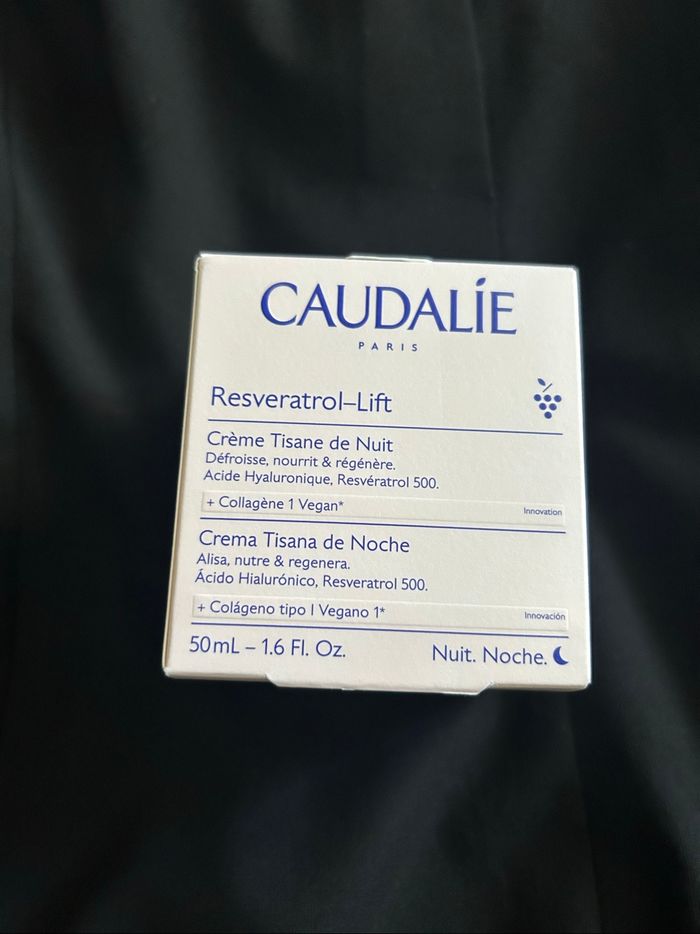 CAUDALÍE
PARIS
Resveratrol–Lift
Crème Tisane de Nuit
Défroisse, nourrit & régénère.
Acide Hyaluronique, Resvératrol 500.
+ Collagène 1 Vegan* Innovation
Crema Tisana de Noche
Alisa, nutre & regenera.
Ácido Hialurónico, Resveratrol 500.
+ Colágeno tipo I Vegano 1* Innovación
50mL – 1.6 Fl. Oz. Nuit. Noche.